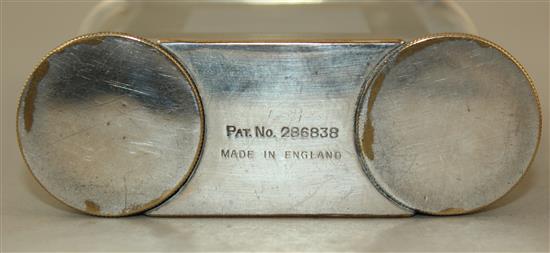 PAT. NO. 286838
MADE IN ENGLAND